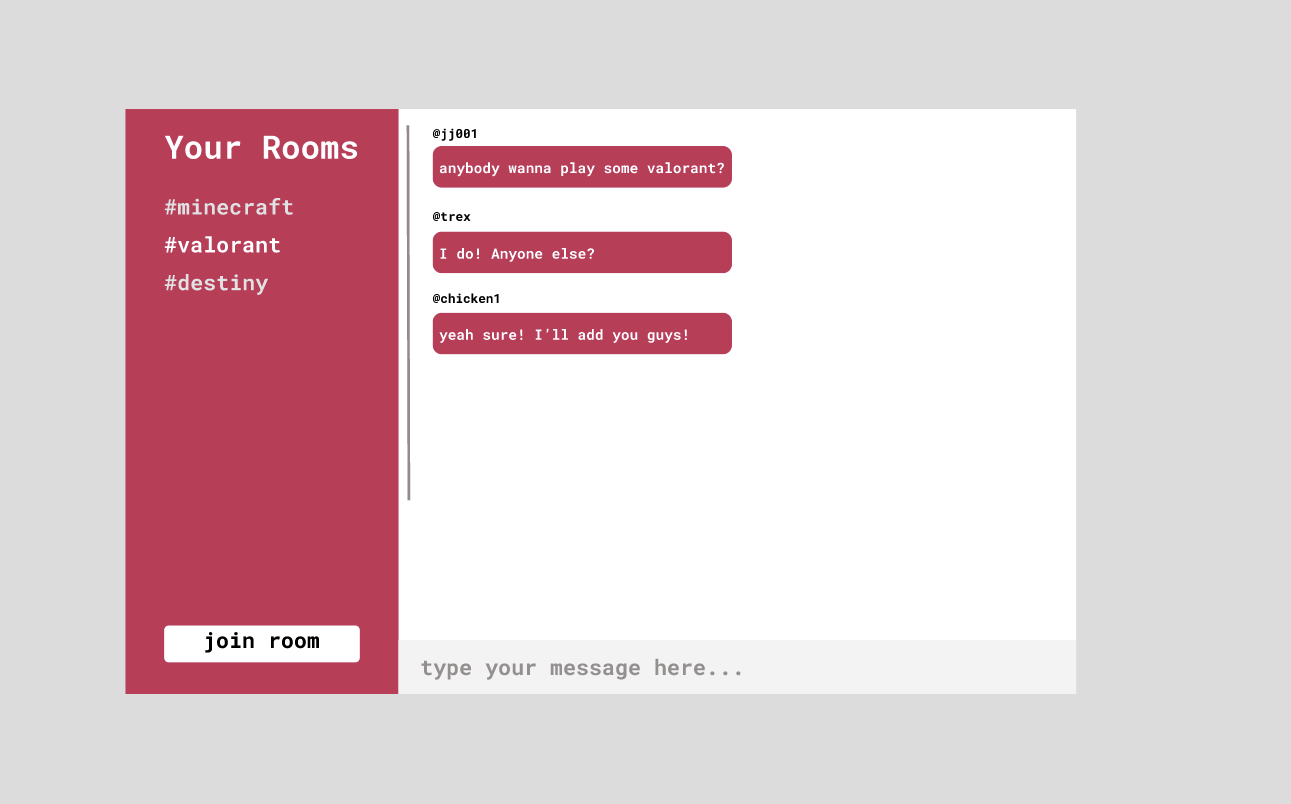 Your Rooms
#minecraft
#valorant
#destiny
join room
@jj001
anybody wanna play some valorant?
@trex
I do! Anyone else?
@chicken1
yeah sure! I’ll add you guys!
type your message here...